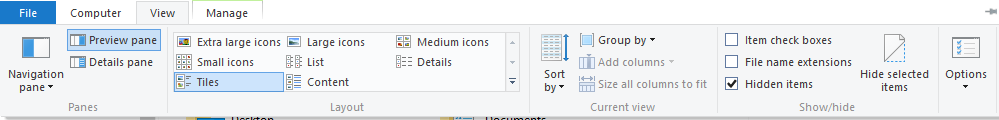 File Computer View Manage
Preview pane
Details pane
Navigation pane
Panes
Extra large icons Large icons Medium icons
Small icons List Details
Tiles Content
Layout
Sort by
Group by
Add columns
Size all columns to fit
Current view
Item check boxes
File name extensions
Hidden items
Hide selected items
Show/hide
Options
Desktop Documents